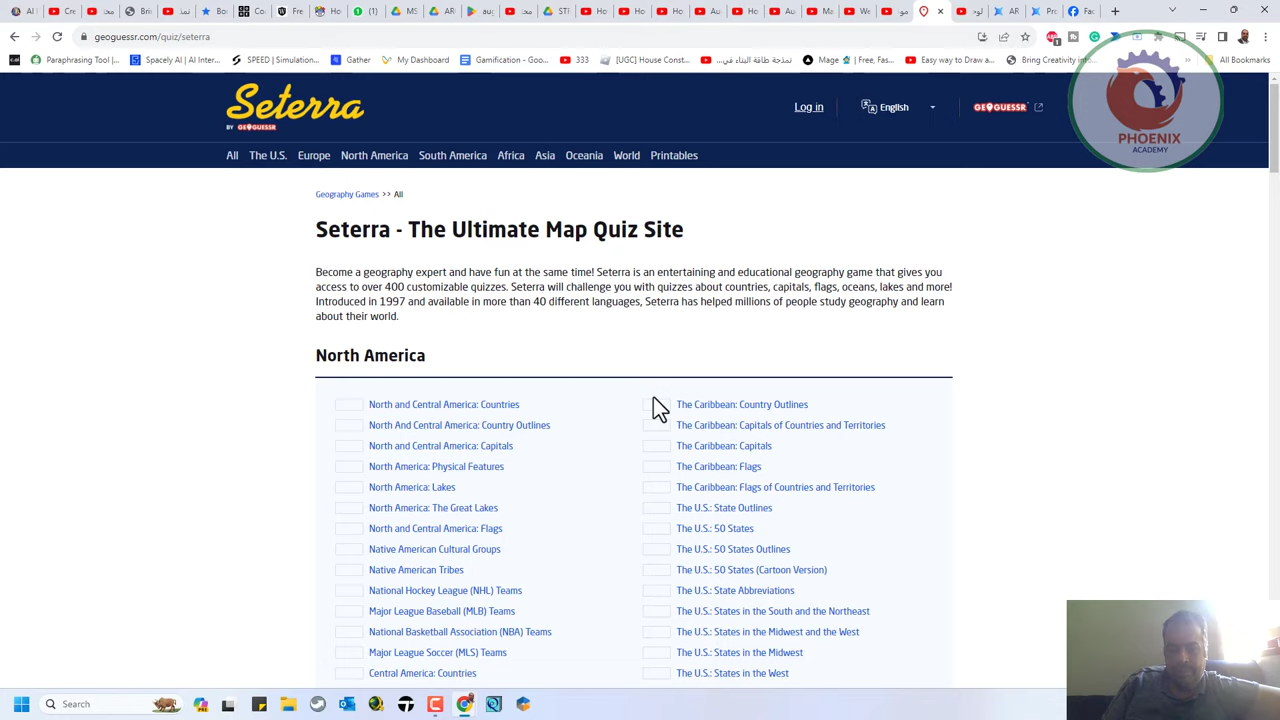 geoguessr.com/quiz/seterra
Paraphrasing Tool |...
Spacely AI | AI Inter...
SPEED | Simulation...
Gather
My Dashboard
Gamification - Goo...
333
[UGC] House Const...
نمذجة طاقة البناء في...
Mage | Free, Fas...
Easy way to Draw a...
Bring Creativity into...
All Bookmarks
Seterra
BY GEOGUESSR
Log in
English
GEOGUESSR
PHOENIX
ACADEMY
All The U.S. Europe North America South America Africa Asia Oceania World Printables
Geography Games >> All
Seterra - The Ultimate Map Quiz Site
Become a geography expert and have fun at the same time! Seterra is an entertaining and educational geography game that gives you
access to over 400 customizable quizzes. Seterra will challenge you with quizzes about countries, capitals, flags, oceans, lakes and more!
Introduced in 1997 and available in more than 40 different languages, Seterra has helped millions of people study geography and learn
about their world.
North America
North and Central America: Countries
North And Central America: Country Outlines
North and Central America: Capitals
North America: Physical Features
North America: Lakes
North America: The Great Lakes
North and Central America: Flags
Native American Cultural Groups
Native American Tribes
National Hockey League (NHL) Teams
Major League Baseball (MLB) Teams
National Basketball Association (NBA) Teams
Major League Soccer (MLS) Teams
Central America: Countries
The Caribbean: Country Outlines
The Caribbean: Capitals of Countries and Territories
The Caribbean: Capitals
The Caribbean: Flags
The Caribbean: Flags of Countries and Territories
The U.S.: State Outlines
The U.S.: 50 States
The U.S.: 50 States Outlines
The U.S.: 50 States (Cartoon Version)
The U.S.: State Abbreviations
The U.S.: States in the South and the Northeast
The U.S.: States in the Midwest and the West
The U.S.: States in the Midwest
The U.S.: States in the West
Search